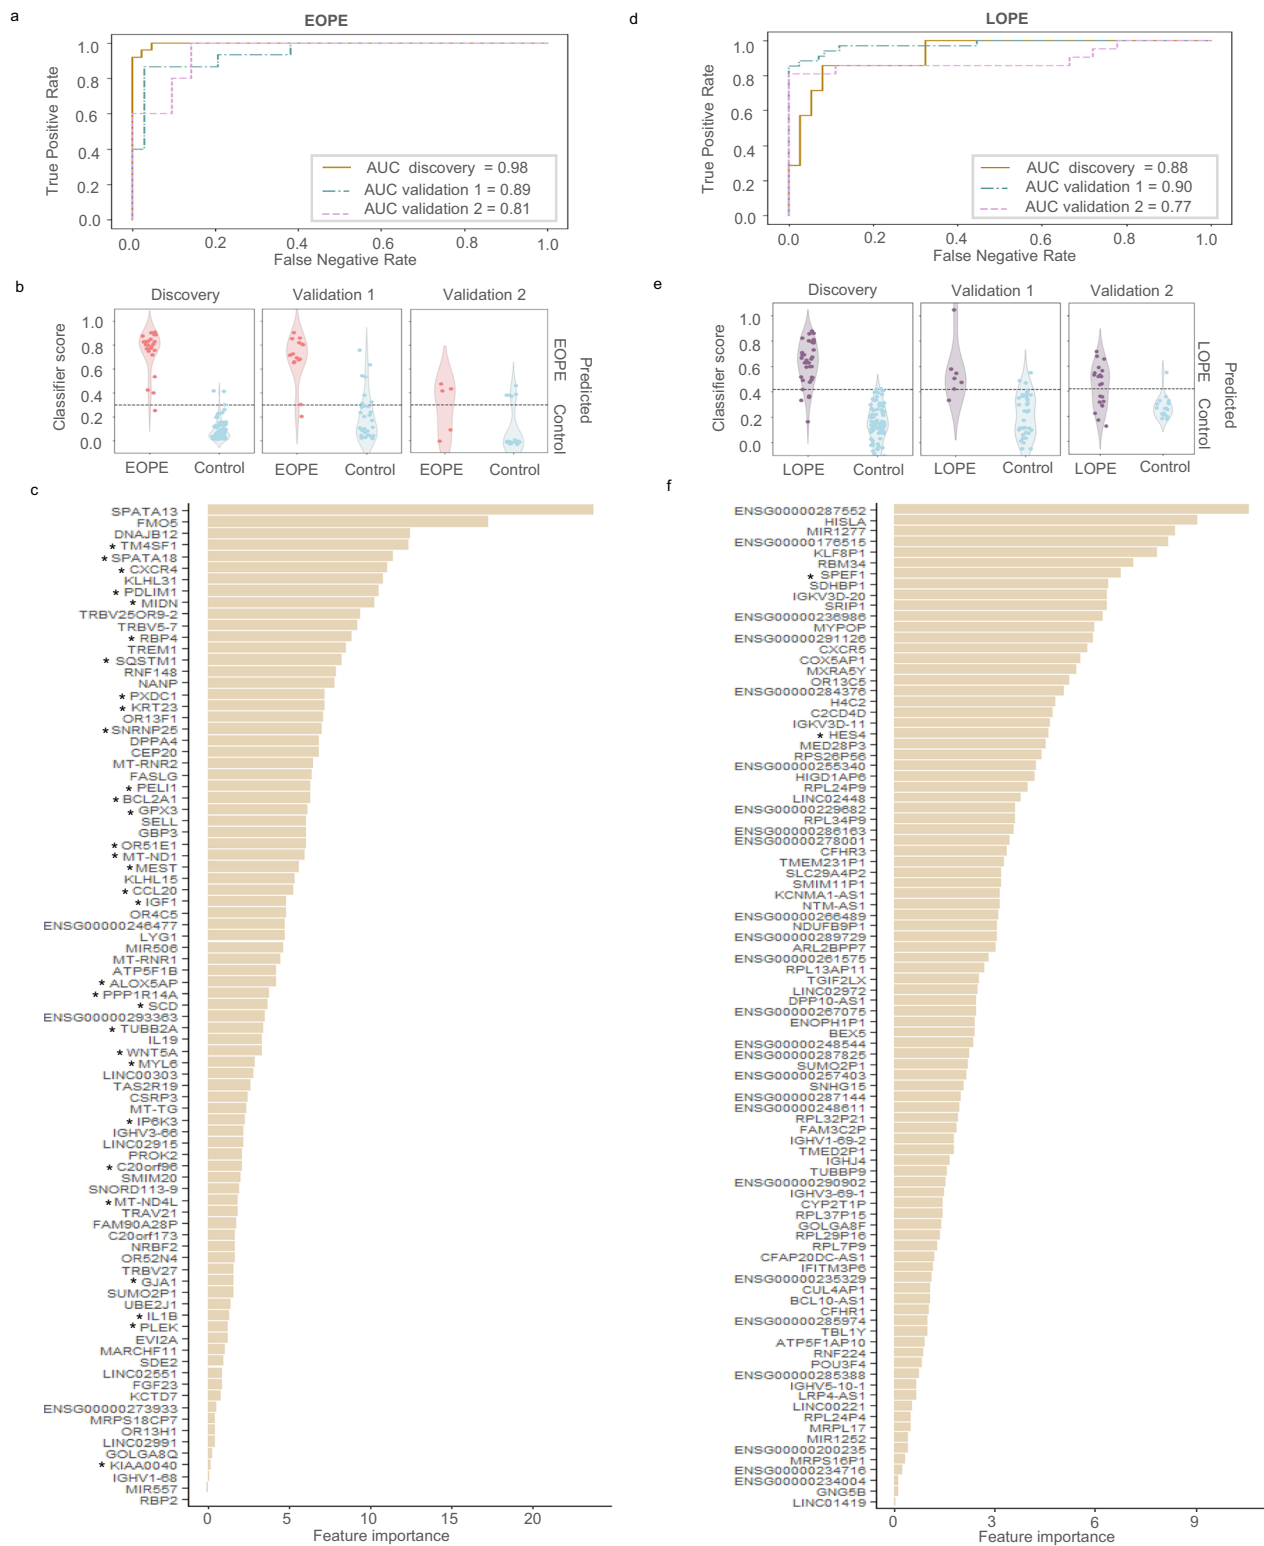 a
EOPE
True Positive Rate
1.0
0.8
0.6
0.4
0.2
0.0
AUC discovery = 0.98
AUC validation 1 = 0.89
AUC validation 2 = 0.81
0.0 0.2 0.4 0.6 0.8 1.0
False Negative Rate
b
Discovery Validation 1 Validation 2
Classifier score
1.0
0.8
0.6
0.4
0.2
0.0
EOPE Control EOPE Control EOPE Control
EOPE Control
Predicted
c
SPATA13
FMO5
DNAJB12
* TM4SF1
* SPATA18
* CXCR4
KLHL31
* PDLIM1
* MIDN
TRBV25OR9-2
TRBV5-7
* RBP4
TREM1
* SQSTM1
RNF148
NANP
* PXDC1
* KRT23
OR13F1
* SNRNP25
DPPA4
CEP20
MT-RNR2
FASLG
* PELI1
* BCL2A1
* GPX3
SELL
GBP3
* OR51E1
* MT-ND1
* MEST
KLHL15
* CCL20
* IGF1
OR4C5
ENSG00000246477
LYG1
MIR506
MT-RNR1
ATP5F1B
* ALOX5AP
* PPP1R14A
* SCD
ENSG00000293363
* TUBB2A
IL19
* WNT5A
* MYL6
LINC00303
TAS2R19
CSRP3
MT-TG
* IP6K3
IGHV3-66
LINC02915
PROK2
* C20orf96
SMIM20
SNORD113-9
* MT-ND4L
TRAV21
FAM90A28P
C20orf173
NRBF2
OR52N4
TRBV27
* GJA1
SUMO2P1
UBE2J1
* IL1B
* PLEK
EVI2A
MARCHF11
SDE2
LINC02551
FGF23
KCTD7
ENSG00000273933
MRPS18CP7
OR13H1
LINC02991
GOLGA8Q
* KIAA0040
IGHV1-68
MIR557
RBP2
0 5 10 15 20
Feature importance
d
LOPE
True Positive Rate
1.0
0.8
0.6
0.4
0.2
0.0
AUC discovery = 0.88
AUC validation 1 = 0.90
AUC validation 2 = 0.77
0.0 0.2 0.4 0.6 0.8 1.0
False Negative Rate
e
Discovery Validation 1 Validation 2
Classifier score
1.0
0.8
0.6
0.4
0.2
0.0
LOPE Control LOPE Control LOPE Control
LOPE Control
Predicted
f
ENSG00000287552
HISLA
MIR1277
ENSG00000176515
KLF8P1
RBM34
* SPEF1
SDHBP1
IGKV3D-20
SRIP1
ENSG00000236986
MYPOP
ENSG00000291126
CXCR5
COX5AP1
MXRA5Y
OR13C5
ENSG00000284376
H4C2
C2CD4D
IGKV3D-11
* HES4
MED28P3
RPS26P56
ENSG00000255340
HIGD1AP6
RPL24P9
LINC02448
ENSG00000229682
RPL34P9
ENSG00000286163
ENSG00000278001
CFHR3
TMEM231P1
SLC29A4P2
SMIM11P1
KCNMA1-AS1
NTM-AS1
ENSG00000266489
NDUFB9P1
ENSG00000289729
ARL2BPP7
ENSG00000261575
RPL13AP11
TGIF2LX
LINC02972
DPP10-AS1
ENSG00000267075
ENOPH1P1
BEX5
ENSG00000248544
ENSG00000287825
SUMO2P1
ENSG00000257403
SNHG15
ENSG00000287144
ENSG00000248611
RPL32P21
FAM3C2P
IGHV1-69-2
TMED2P1
IGHJ4
TUBBP9
ENSG00000290902
IGHV3-69-1
CYP2T1P
RPL37P15
GOLGA8F
RPL29P16
RPL7P9
CFAP20DC-AS1
IFITM3P6
ENSG00000235329
CUL4AP1
BCL10-AS1
CFHR1
ENSG00000285974
TBL1Y
ATP5F1AP10
RNF224
POU3F4
ENSG00000285388
IGHV5-10-1
LRP4-AS1
LINC00221
RPL24P4
MRPL17
MIR1252
ENSG00000200235
MRPS16P1
ENSG00000234716
ENSG00000234004
GNG5B
LINC01419
0 3 6 9
Feature importance